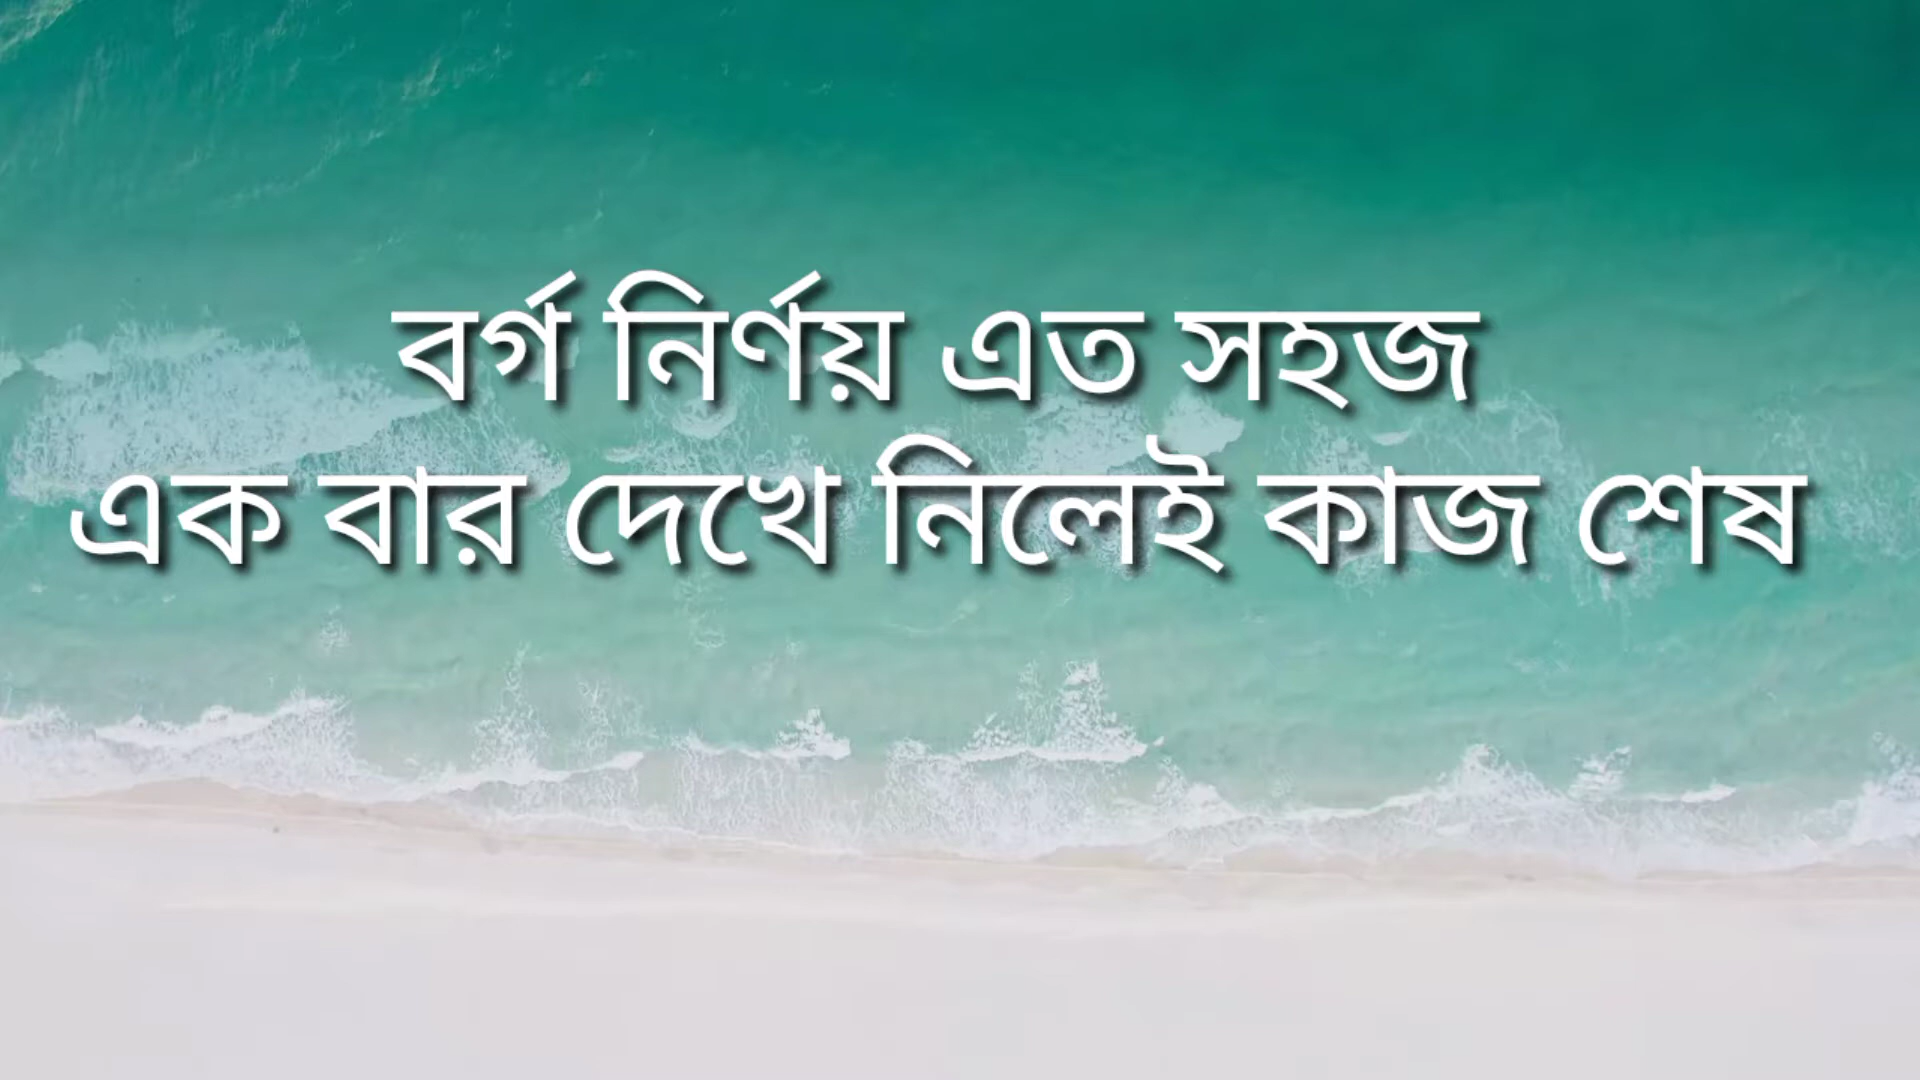 বর্গ নির্ণয় এত সহজ
এক বার দেখে নিলেই কাজ শেষ